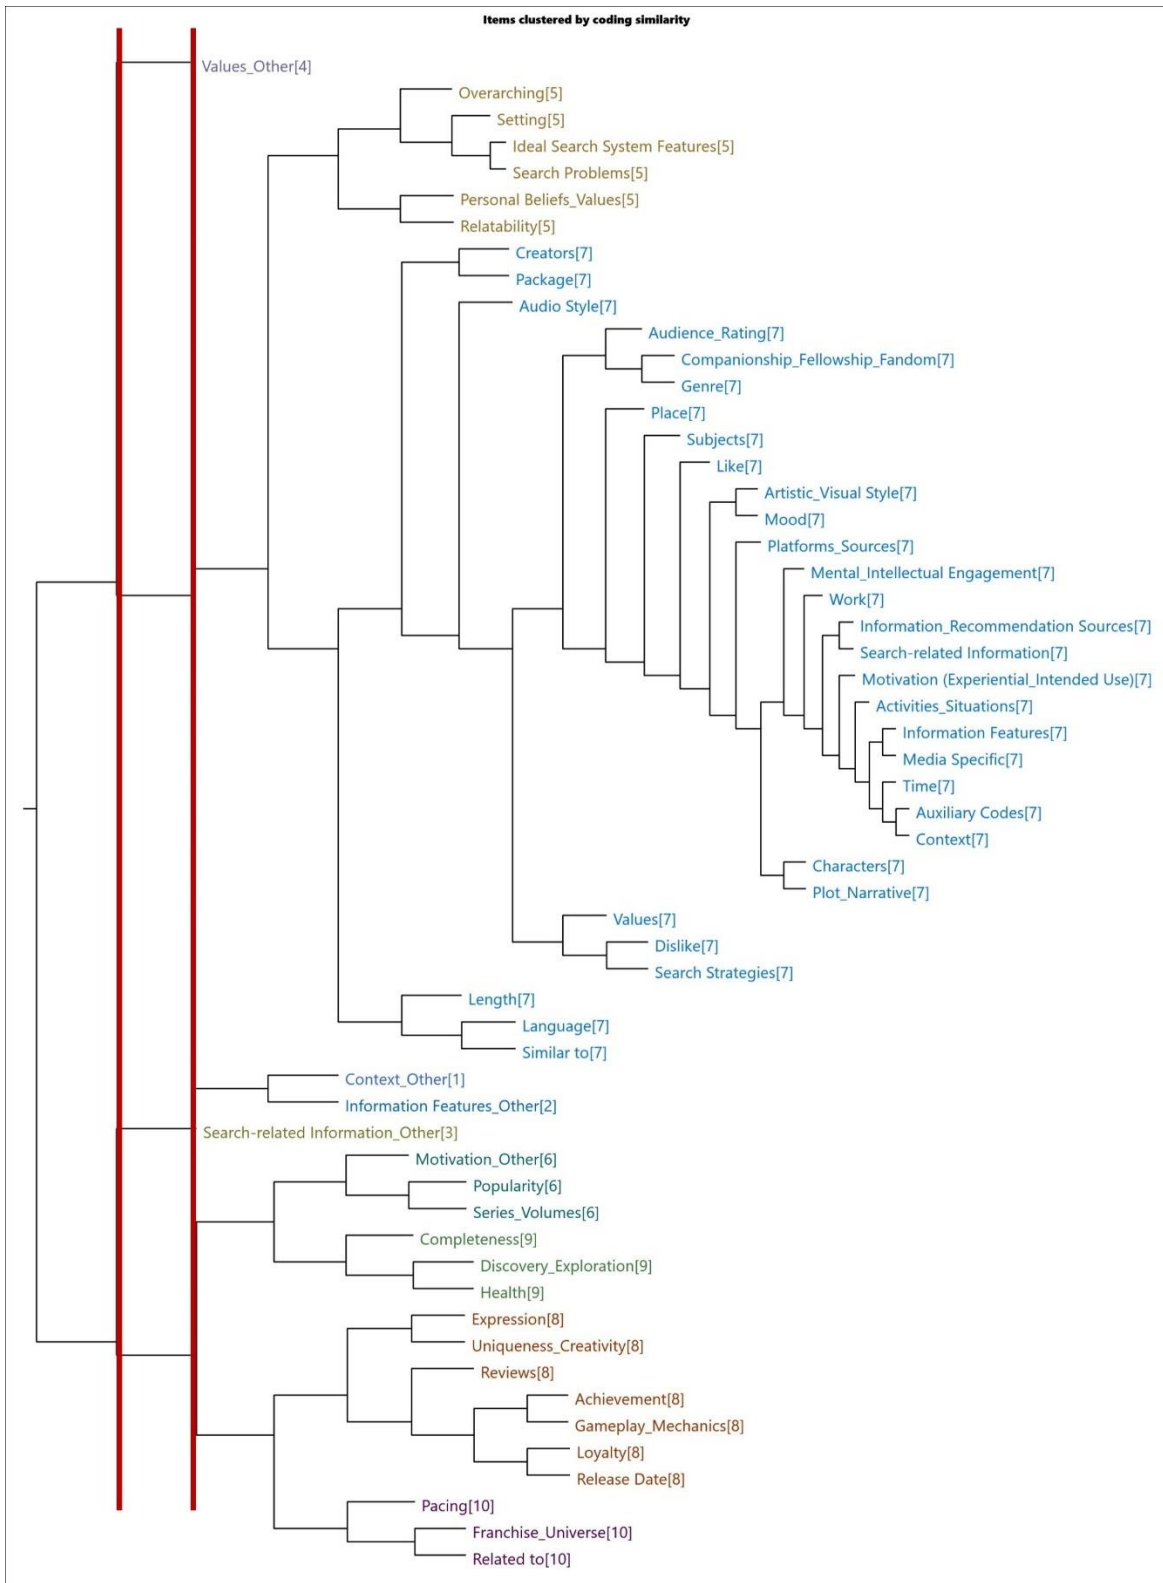 Items clustered by coding similarity
Values_Other[4]
Overarching[5]
Setting[5]
Ideal Search System Features[5]
Search Problems[5]
Personal Beliefs_Values[5]
Relatability[5]
Creators[7]
Package[7]
Audio Style[7]
Audience_Rating[7]
Companionship_Fellowship_Fandom[7]
Genre[7]
Place[7]
Subjects[7]
Like[7]
Artistic_Visual Style[7]
Mood[7]
Platforms_Sources[7]
Mental_Intellectual Engagement[7]
Work[7]
Information_Recommendation Sources[7]
Search-related Information[7]
Motivation (Experiential_Intended Use)[7]
Activities_Situations[7]
Information Features[7]
Media Specific[7]
Time[7]
Auxiliary Codes[7]
Context[7]
Characters[7]
Plot_Narrative[7]
Values[7]
Dislike[7]
Search Strategies[7]
Length[7]
Language[7]
Similar to[7]
Context_Other[1]
Information Features_Other[2]
Search-related Information_Other[3]
Motivation_Other[6]
Popularity[6]
Series_Volumes[6]
Completeness[9]
Discovery_Exploration[9]
Health[9]
Expression[8]
Uniqueness_Creativity[8]
Reviews[8]
Achievement[8]
Gameplay_Mechanics[8]
Loyalty[8]
Release Date[8]
Pacing[10]
Franchise_Universe[10]
Related to[10]